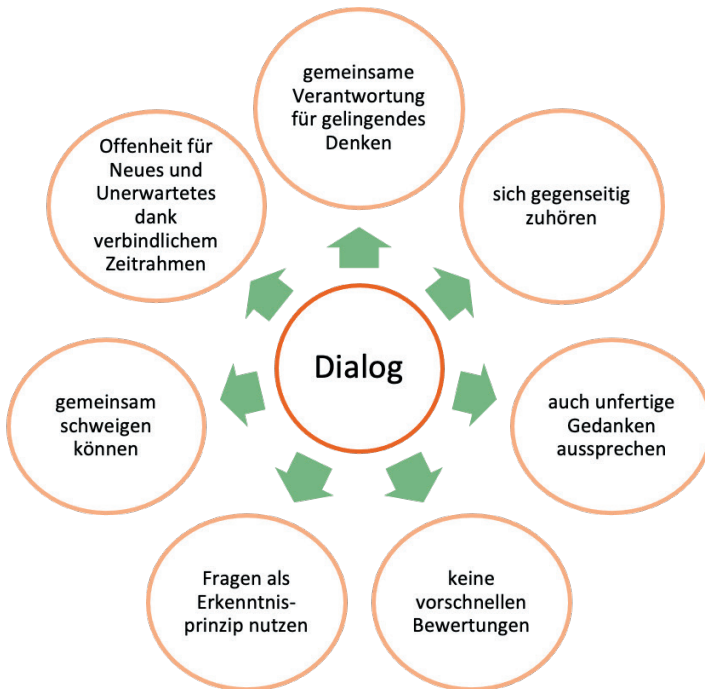 gemeinsame
Verantwortung
für gelingendes
Denken
sich gegenseitig
zuhören
auch unfertige
Gedanken
aussprechen
keine
vorschnellen
Bewertungen
Fragen als
Erkenntnis-
prinzip nutzen
gemeinsam
schweigen
können
Offenheit für
Neues und
Unerwartetes
dank
verbindlichem
Zeitrahmen
Dialog